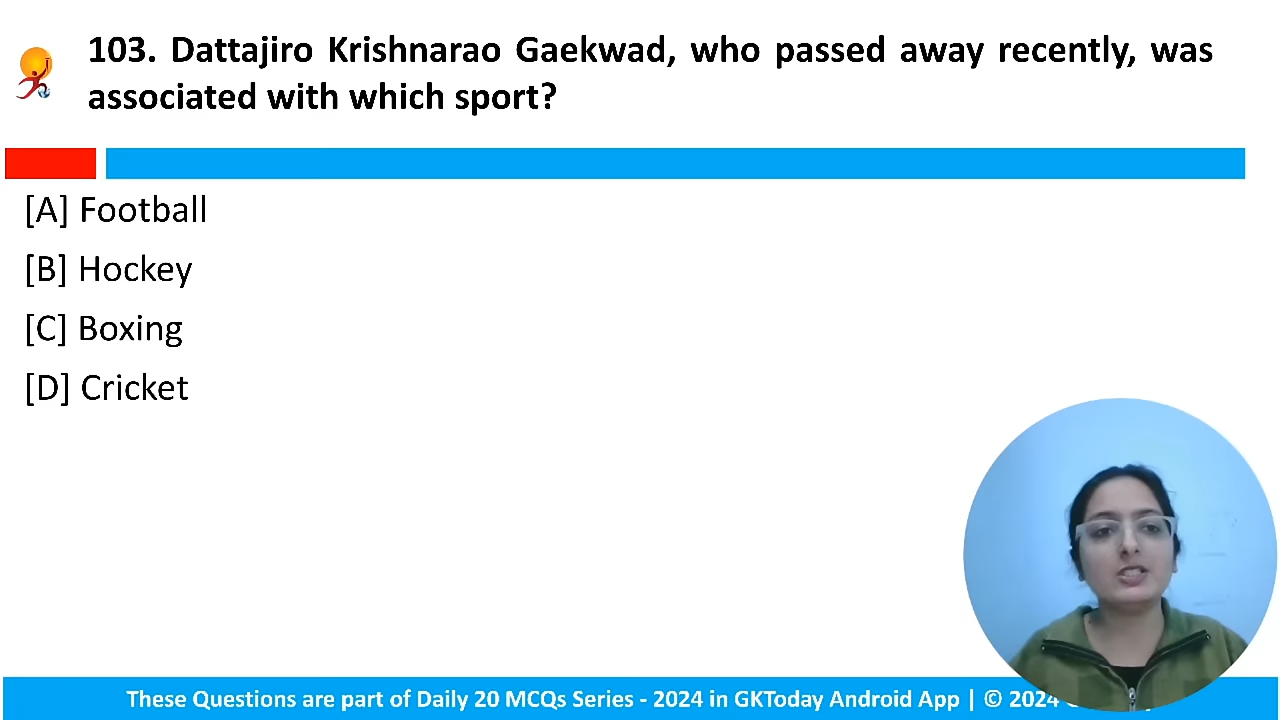 103. Dattajiro Krishnarao Gaekwad, who passed away recently, was
associated with which sport?
[A] Football
[B] Hockey
[C] Boxing
[D] Cricket
These Questions are part of Daily 20 MCQs Series - 2024 in GKToday Android App | © 2024